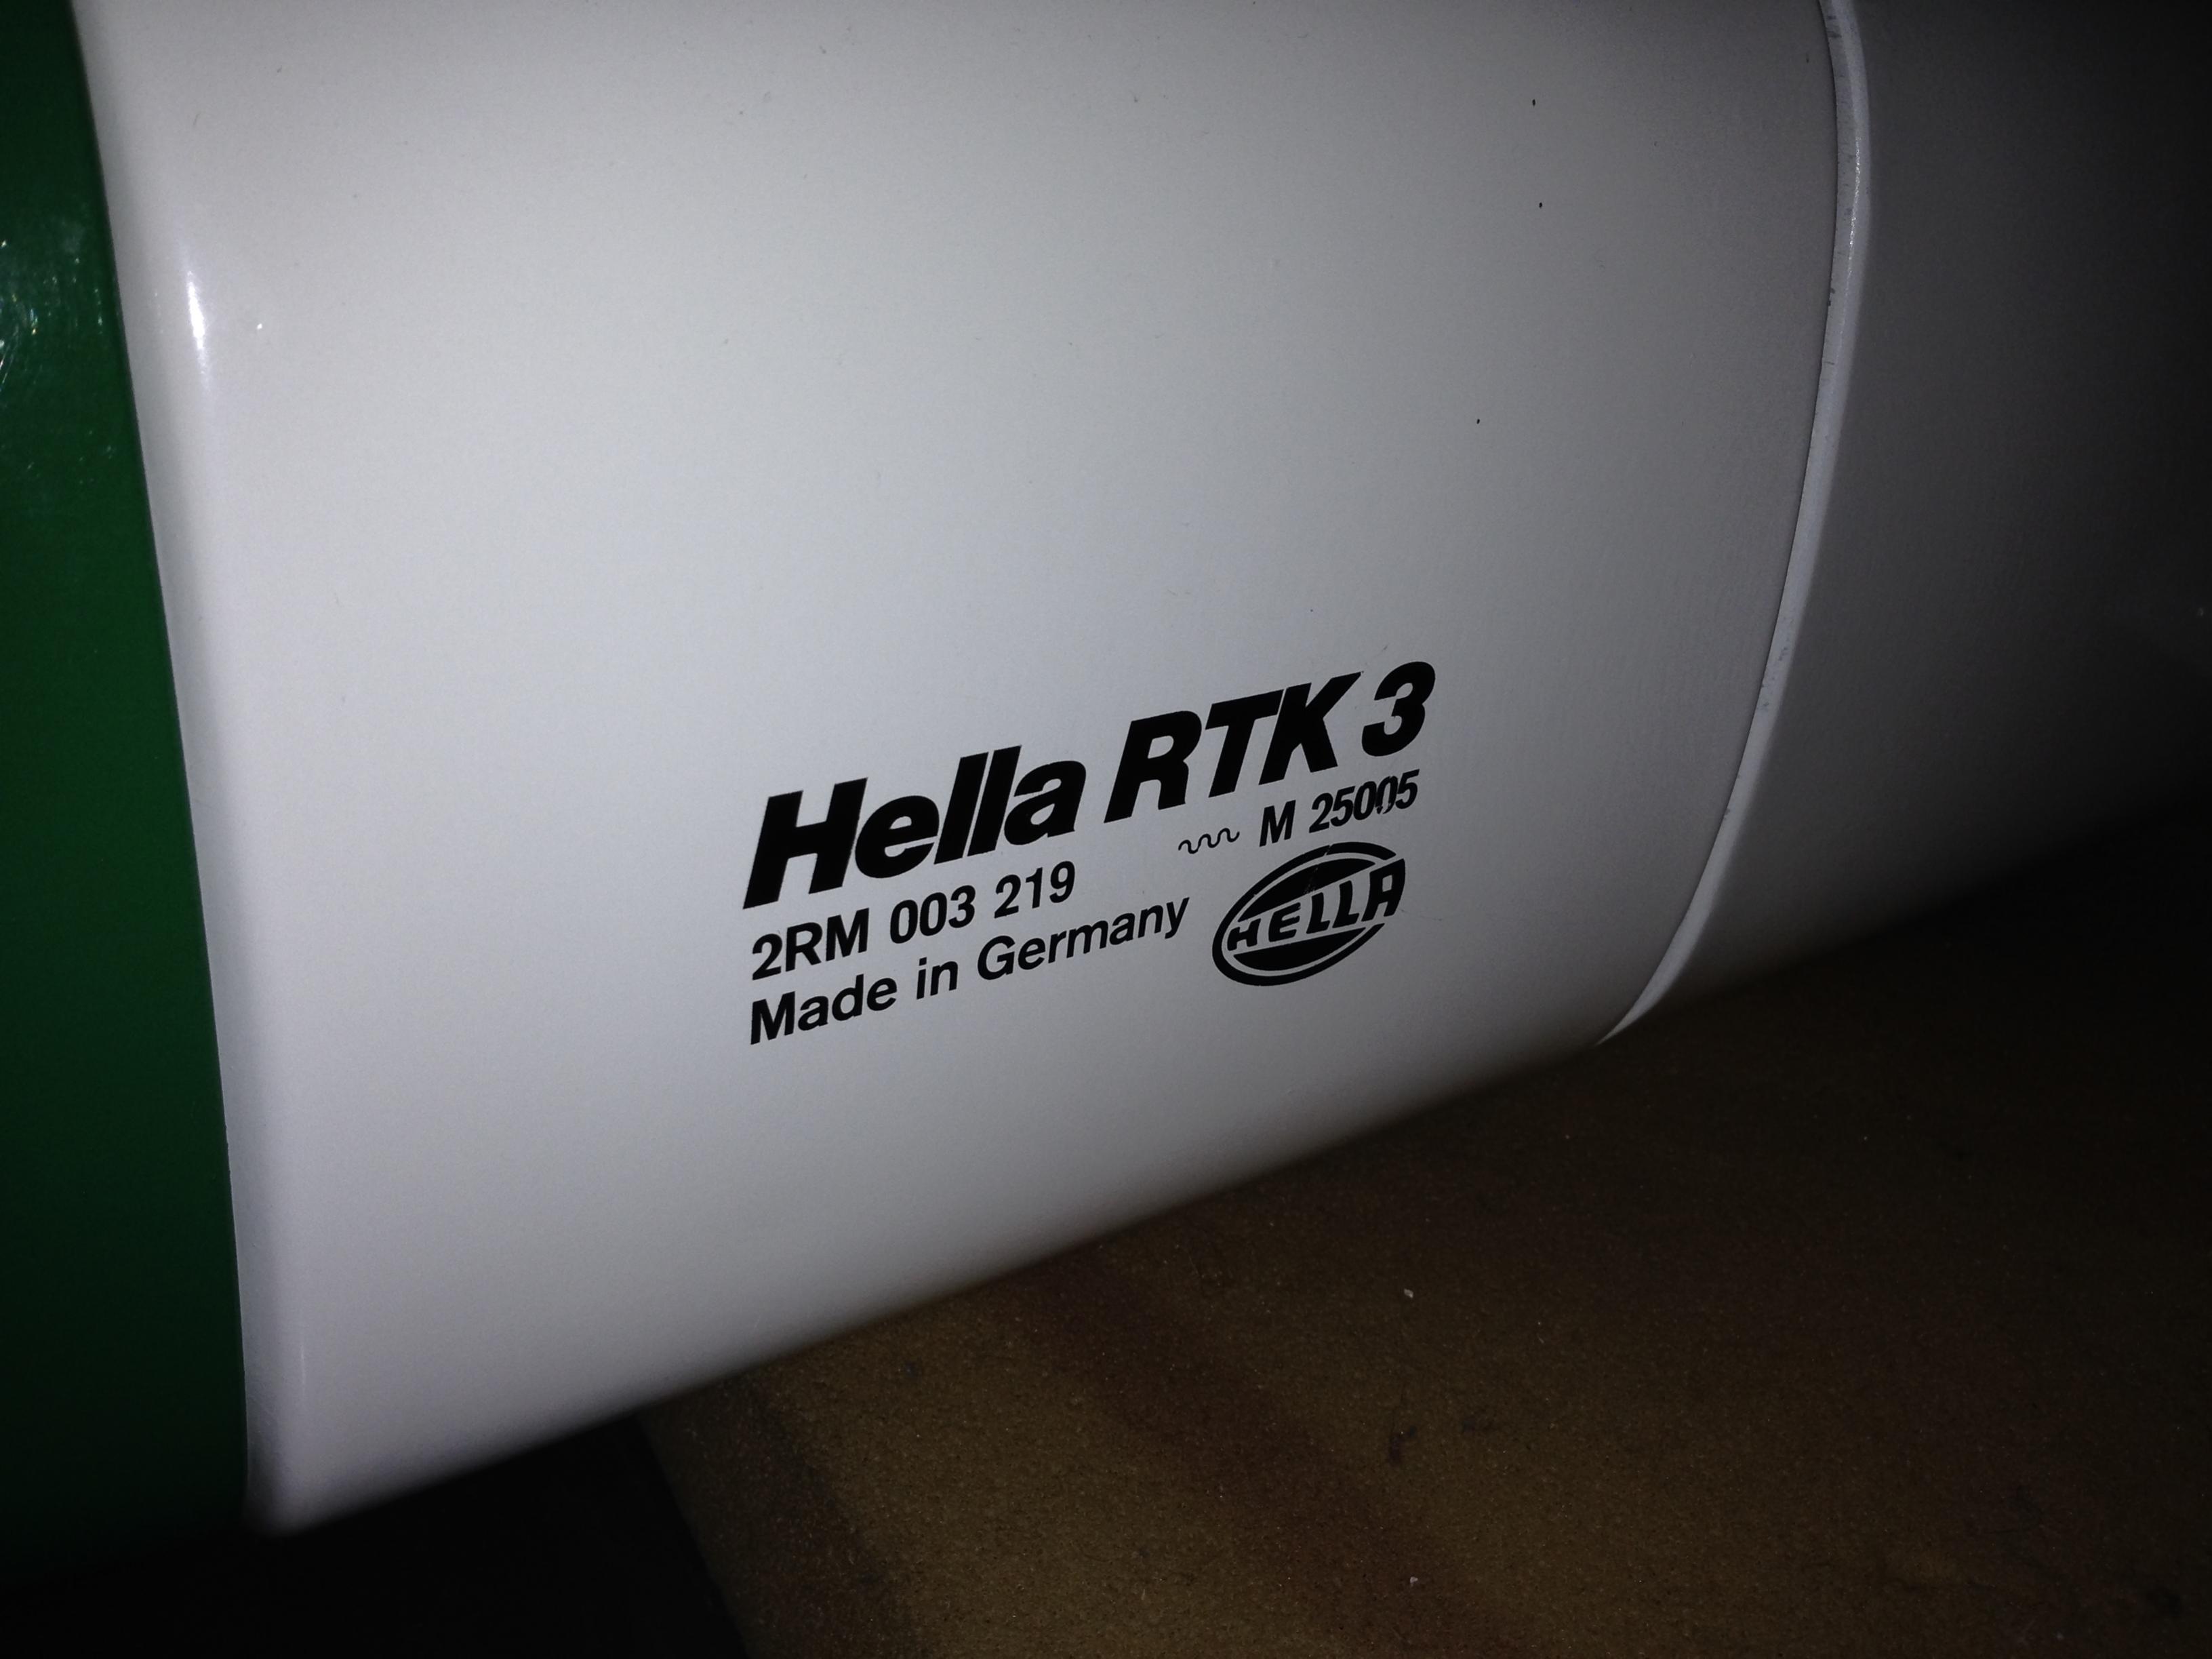 Hella RTK 3
M 25005
2RM 003 219
Made in Germany
HELLA